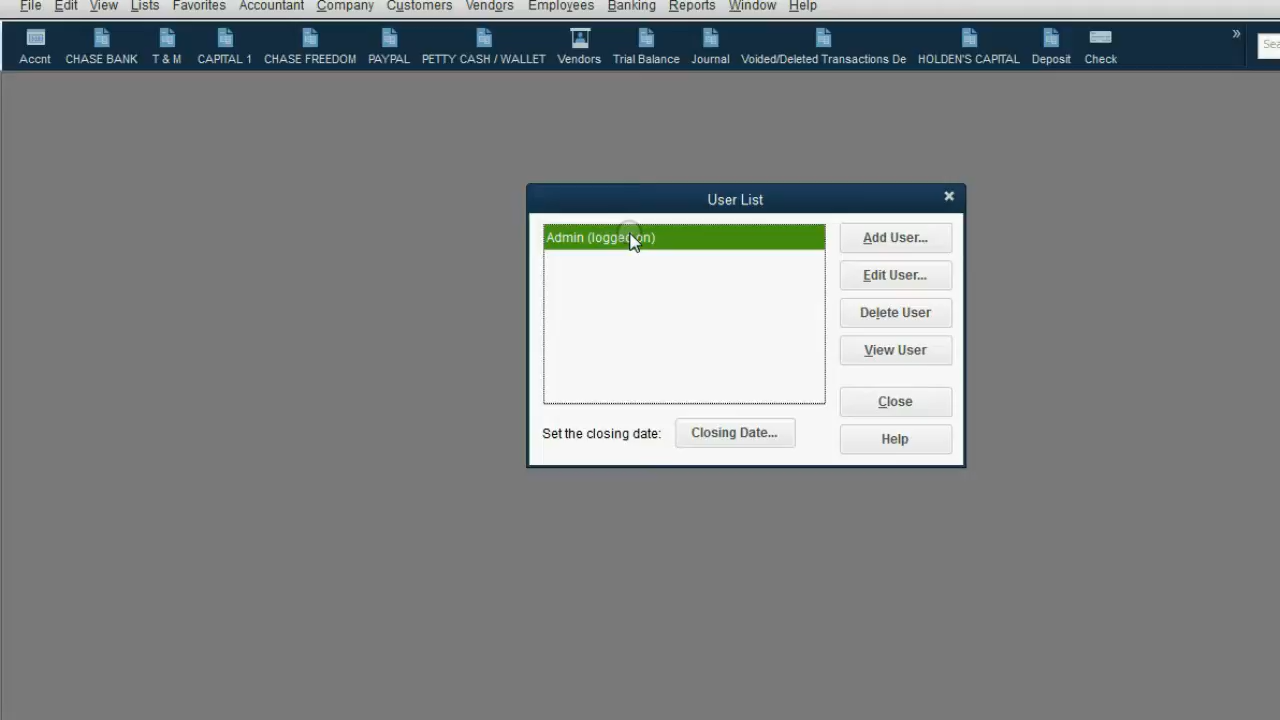 File Edit View Lists Favorites Accountant Company Customers Vendors Employees Banking Reports Window Help
Accnt CHASE BANK T & M CAPITAL 1 CHASE FREEDOM PAYPAL PETTY CASH / WALLET Vendors Trial Balance Journal Voided/Deleted Transactions De HOLDEN'S CAPITAL Deposit Check
»
Sea
User List
Admin (logged on)
Add User...
Edit User...
Delete User
View User
Close
Set the closing date: Closing Date...
Help